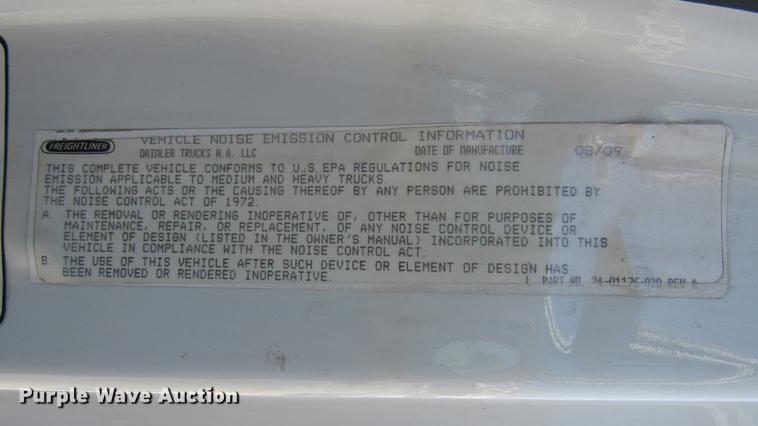 VEHICLE NOISE EMISSION CONTROL INFORMATION
FREIGHTLINER DAIMLER TRUCKS N.A. LLC DATE OF MANUFACTURE 08/09
THIS COMPLETE VEHICLE CONFORMS TO U.S.EPA REGULATIONS FOR NOISE
EMISSION APPLICABLE TO MEDIUM AND HEAVY TRUCKS.
THE FOLLOWING ACTS OR THE CAUSING THEREOF BY ANY PERSON ARE PROHIBITED BY
THE NOISE CONTROL ACT OF 1972.
A. THE REMOVAL OR RENDERING INOPERATIVE OF, OTHER THAN FOR PURPOSES OF
MAINTENANCE, REPAIR, OR REPLACEMENT, OF ANY NOISE CONTROL DEVICE OR
ELEMENT OF DESIGN (LISTED IN THE OWNER'S MANUAL) INCORPORATED INTO THIS
VEHICLE IN COMPLIANCE WITH THE NOISE CONTROL ACT.
B. THE USE OF THIS VEHICLE AFTER SUCH DEVICE OR ELEMENT OF DESIGN HAS
BEEN REMOVED OR RENDERED INOPERATIVE.
PART NO. 24-01176-020 REV A
Purple Wave Auction